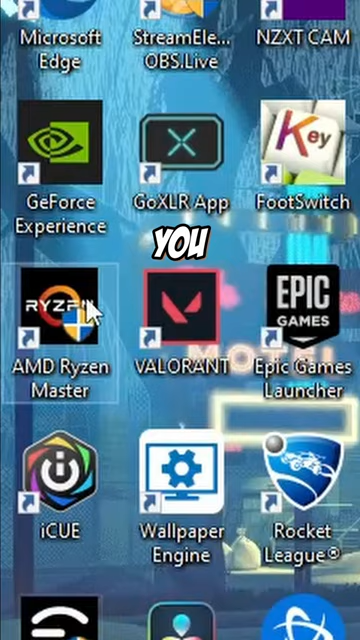 Microsoft
Edge
StreamEle...
OBS.Live
NZXT CAM
Key
GeForce
Experience
GoXLR App
FootSwitch
YOU
RYZEN
EPIC
GAMES
AMD Ryzen
Master
VALORANT
Epic Games
Launcher
iCUE
Wallpaper
Engine
Rocket
League®